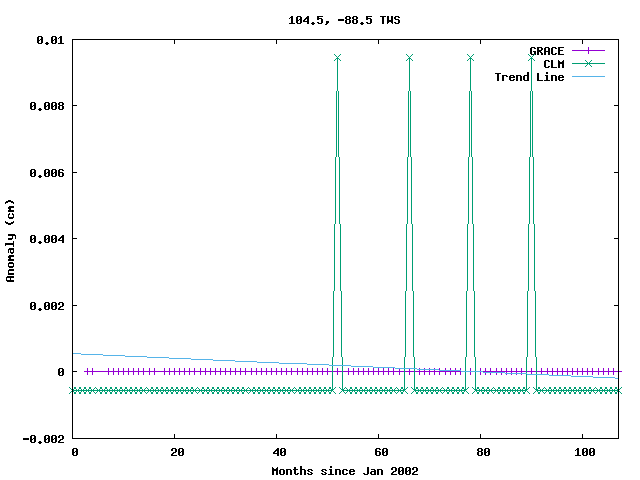 104.5, -88.5 TWS
0.01
0.008
0.006
0.004
0.002
0
-0.002
Anomaly (cm)
GRACE
CLM
Trend Line
0 20 40 60 80 100
Months since Jan 2002